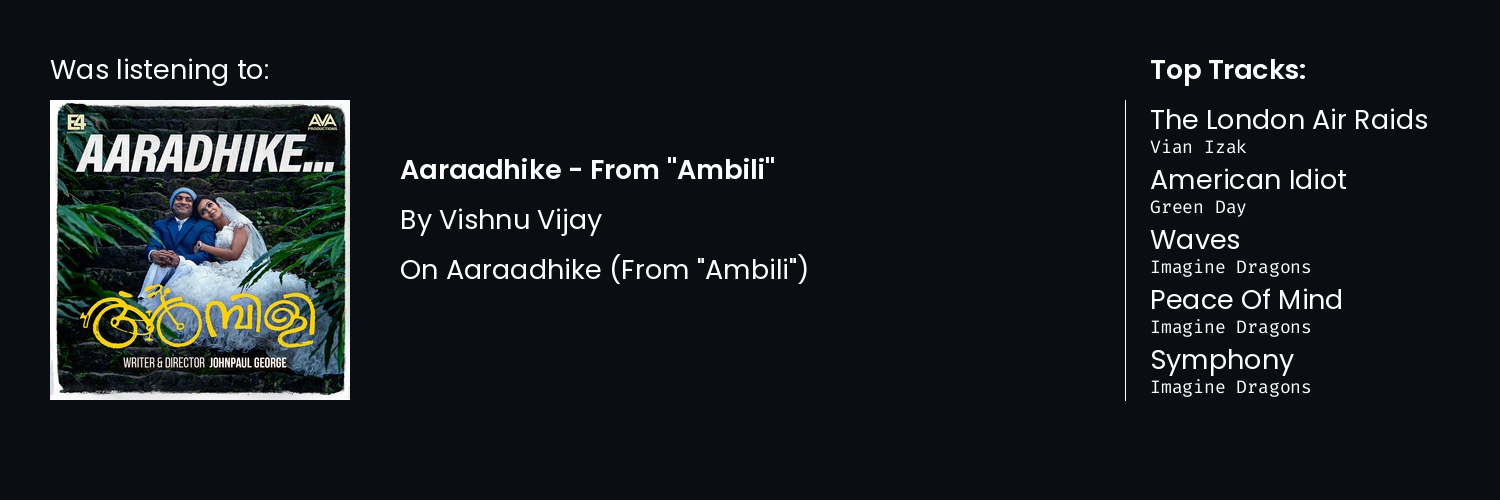 Was listening to:
E4
AVA
PRODUCTIONS
AARADHIKE...
അമ്പിളി
WRITER & DIRECTOR JOHNPAUL GEORGE
Aaraadhike - From "Ambili"
By Vishnu Vijay
On Aaraadhike (From "Ambili")
Top Tracks:
The London Air Raids
Vian Izak
American Idiot
Green Day
Waves
Imagine Dragons
Peace Of Mind
Imagine Dragons
Symphony
Imagine Dragons